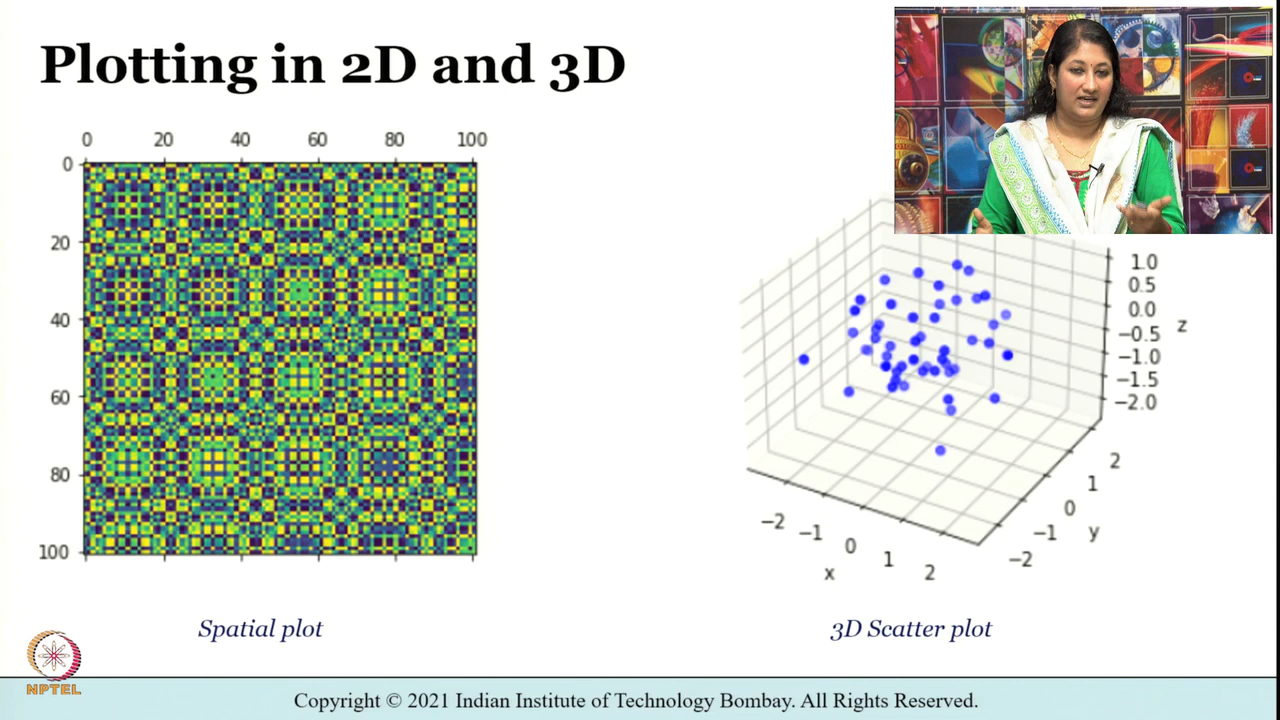 Plotting in 2D and 3D
0 20 40 60 80 100
0
20
40
60
80
100
Spatial plot
1.0
0.5
0.0
−0.5
−1.0
−1.5
−2.0
z
2
1
0
−1
−2
y
−2 −1 0 1 2
x
3D Scatter plot
NPTEL
Copyright © 2021 Indian Institute of Technology Bombay. All Rights Reserved.